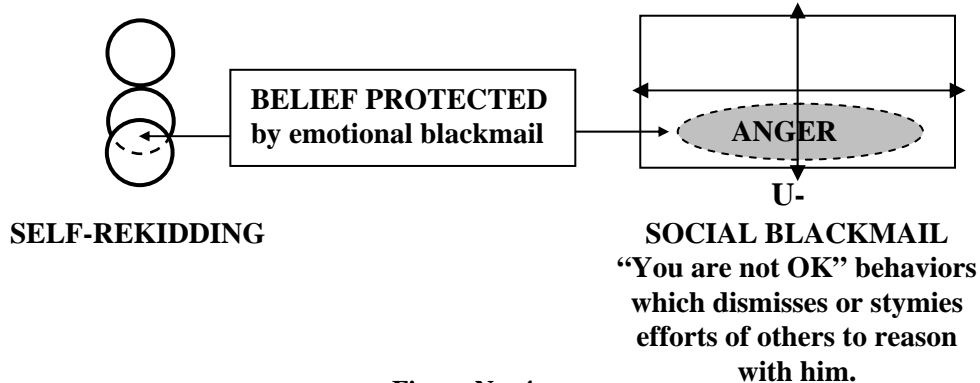 BELIEF PROTECTED
by emotional blackmail
ANGER
U-
SELF-REKIDDING
SOCIAL BLACKMAIL
“You are not OK” behaviors
which dismisses or stymies
efforts of others to reason
with him.